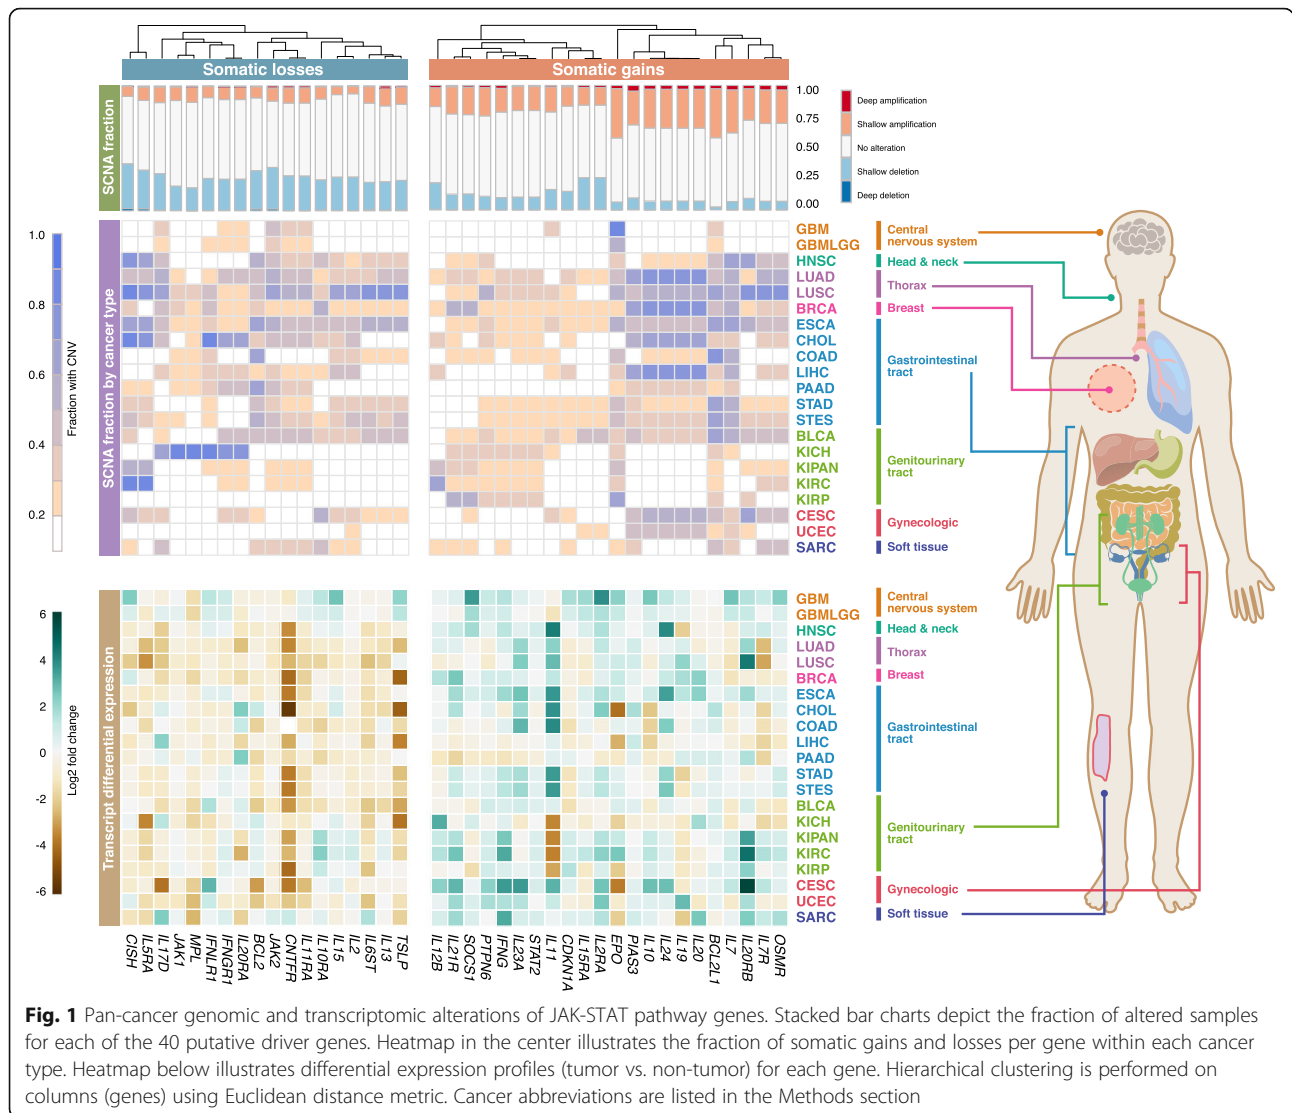 Somatic losses
Somatic gains
SCNA fraction
1.00
0.75
0.50
0.25
0.00
Deep amplification
Shallow amplification
No alteration
Shallow deletion
Deep deletion
SCNA fraction by cancer type
Fraction with CNV
1.0
0.8
0.6
0.4
0.2
GBM
GBMLGG
HNSC
LUAD
LUSC
BRCA
ESCA
CHOL
COAD
LIHC
PAAD
STAD
STES
BLCA
KICH
KIPAN
KIRC
KIRP
CESC
UCEC
SARC
Central
nervous system
Head & neck
Thorax
Breast
Gastrointestinal
tract
Genitourinary
tract
Gynecologic
Soft tissue
Transcript differential expression
Log2 fold change
6
4
2
0
-2
-4
-6
GBM
GBMLGG
HNSC
LUAD
LUSC
BRCA
ESCA
CHOL
COAD
LIHC
PAAD
STAD
STES
BLCA
KICH
KIPAN
KIRC
KIRP
CESC
UCEC
SARC
Central
nervous system
Head & neck
Thorax
Breast
Gastrointestinal
tract
Genitourinary
tract
Gynecologic
Soft tissue
CISH
IL5RA
IL17D
JAK1
MPL
IFNLR1
IFNGR1
IL20RA
BCL2
JAK2
CNTFR
IL11RA
IL10RA
IL15
IL2
IL6ST
IL13
TSLP
IL12B
IL21R
SOCS1
PTPN6
IFNG
IL23A
STAT2
IL11
CDKN1A
IL15RA
IL2RA
EPO
PIAS3
IL10
IL24
IL19
IL20
BCL2L1
IL7
IL20RB
IL7R
OSMR
Fig. 1 Pan-cancer genomic and transcriptomic alterations of JAK-STAT pathway genes. Stacked bar charts depict the fraction of altered samples
for each of the 40 putative driver genes. Heatmap in the center illustrates the fraction of somatic gains and losses per gene within each cancer
type. Heatmap below illustrates differential expression profiles (tumor vs. non-tumor) for each gene. Hierarchical clustering is performed on
columns (genes) using Euclidean distance metric. Cancer abbreviations are listed in the Methods section